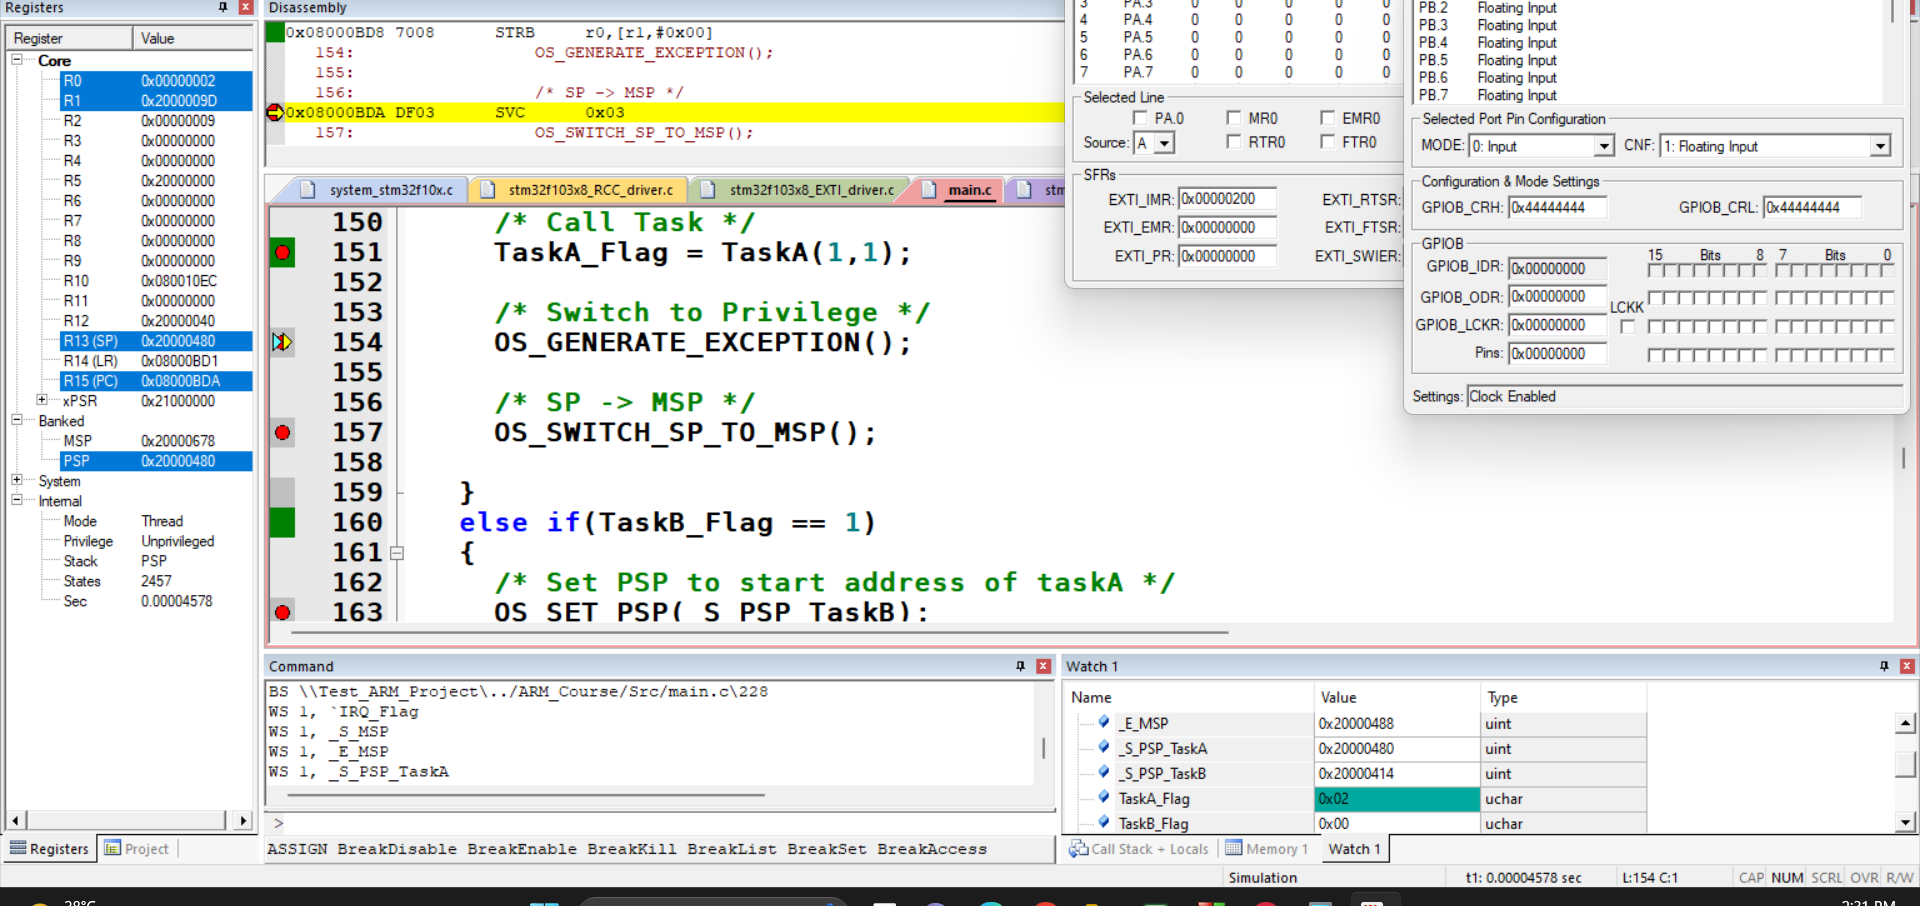 Registers
Register Value
Core
R0 0x00000002
R1 0x2000009D
R2 0x00000009
R3 0x00000000
R4 0x00000000
R5 0x20000000
R6 0x00000000
R7 0x00000000
R8 0x00000000
R9 0x00000000
R10 0x080010EC
R11 0x00000000
R12 0x20000040
R13 (SP) 0x20000480
R14 (LR) 0x08000BD1
R15 (PC) 0x08000BDA
xPSR 0x21000000
Banked
MSP 0x20000678
PSP 0x20000480
System
Internal
Mode Thread
Privilege Unprivileged
Stack PSP
States 2457
Sec 0.00004578
Registers Project
Disassembly
0x08000BD8 7008 STRB r0,[r1,#0x00]
154: OS_GENERATE_EXCEPTION();
155:
156: /* SP -> MSP */
0x08000BDA DF03 SVC 0x03
157: OS_SWITCH_SP_TO_MSP();
system_stm32f10x.c stm32f103x8_RCC_driver.c stm32f103x8_EXTI_driver.c main.c stm
150 /* Call Task */
151 TaskA_Flag = TaskA(1,1);
152
153 /* Switch to Privilege */
154 OS_GENERATE_EXCEPTION();
155
156 /* SP -> MSP */
157 OS_SWITCH_SP_TO_MSP();
158
159 }
160 else if(TaskB_Flag == 1)
161 {
162 /* Set PSP to start address of taskA */
163 OS_SET_PSP(_S_PSP_TaskB);
3 PA.3 0 0 0 0 0
4 PA.4 0 0 0 0 0
5 PA.5 0 0 0 0 0
6 PA.6 0 0 0 0 0
7 PA.7 0 0 0 0 0
Selected Line
PA.0 MR0 EMR0
Source: A RTR0 FTR0
SFRs
EXTI_IMR: 0x00000200 EXTI_RTSR:
EXTI_EMR: 0x00000000 EXTI_FTSR:
EXTI_PR: 0x00000000 EXTI_SWIER:
PB.2 Floating Input
PB.3 Floating Input
PB.4 Floating Input
PB.5 Floating Input
PB.6 Floating Input
PB.7 Floating Input
Selected Port Pin Configuration
MODE: 0: Input CNF: 1: Floating Input
Configuration & Mode Settings
GPIOB_CRH: 0x44444444 GPIOB_CRL: 0x44444444
GPIOB
15 Bits 8 7 Bits 0
GPIOB_IDR: 0x00000000
GPIOB_ODR: 0x00000000
LCKK
GPIOB_LCKR: 0x00000000
Pins: 0x00000000
Settings: Clock Enabled
Command
BS \\Test_ARM_Project\../ARM_Course/Src/main.c\228
WS 1, `IRQ_Flag
WS 1, _S_MSP
WS 1, _E_MSP
WS 1, _S_PSP_TaskA
>
ASSIGN BreakDisable BreakEnable BreakKill BreakList BreakSet BreakAccess
Watch 1
Name Value Type
_E_MSP 0x20000488 uint
_S_PSP_TaskA 0x20000480 uint
_S_PSP_TaskB 0x20000414 uint
TaskA_Flag 0x02 uchar
TaskB_Flag 0x00 uchar
Call Stack + Locals Memory 1 Watch 1
Simulation t1: 0.00004578 sec L:154 C:1 CAP NUM SCRL OVR R/W
28°C
2:31 PM